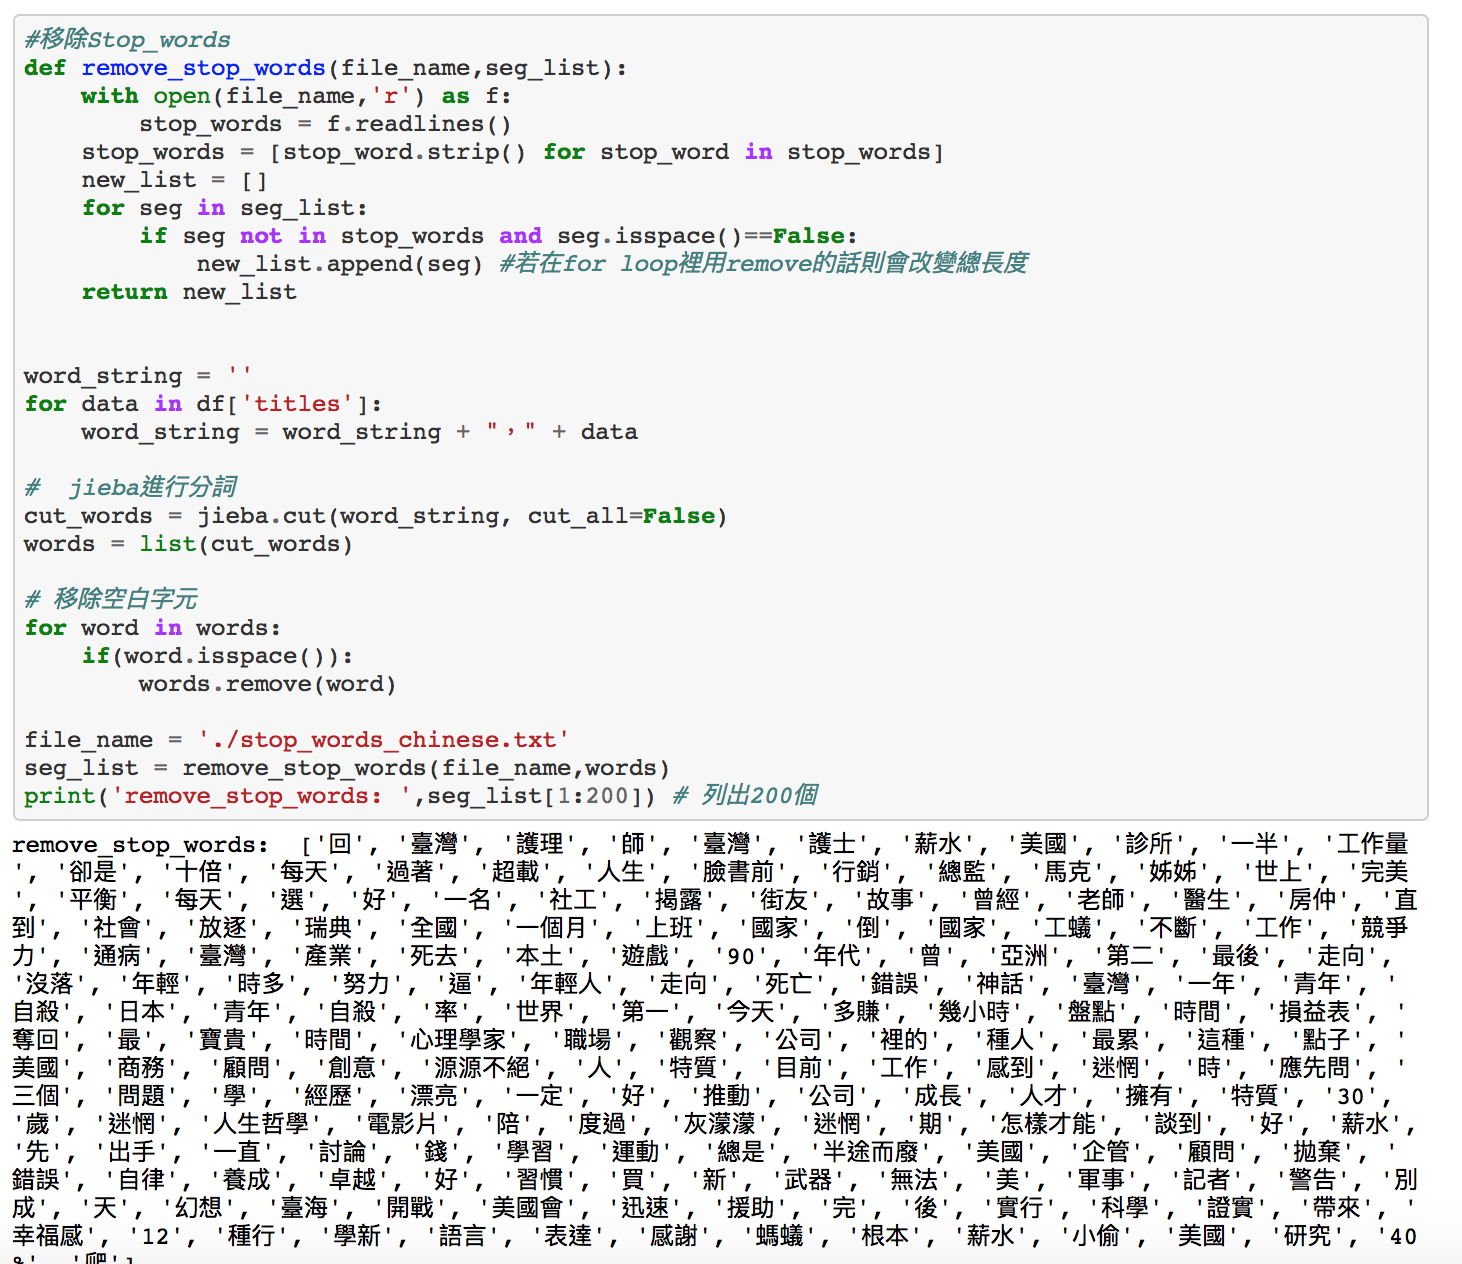 #移除Stop_words
def remove_stop_words(file_name,seg_list):
    with open(file_name,'r') as f:
        stop_words = f.readlines()
    stop_words = [stop_word.strip() for stop_word in stop_words]
    new_list = []
    for seg in seg_list:
        if seg not in stop_words and seg.isspace()==False:
            new_list.append(seg) #若在for loop裡用remove的話則會改變總長度
    return new_list
word_string = ''
for data in df['titles']:
    word_string = word_string + "，" + data
#  jieba進行分詞
cut_words = jieba.cut(word_string, cut_all=False)
words = list(cut_words)
# 移除空白字元
for word in words:
    if(word.isspace()):
        words.remove(word)
file_name = './stop_words_chinese.txt'
seg_list = remove_stop_words(file_name,words)
print('remove_stop_words: ',seg_list[1:200]) # 列出200個
remove_stop_words:  ['回', '臺灣', '護理', '師', '臺灣', '護士', '薪水', '美國', '診所', '一半', '工作量
', '卻是', '十倍', '每天', '過著', '超載', '人生', '臉書前', '行銷', '總監', '馬克', '姊姊', '世上', '完美
', '平衡', '每天', '選', '好', '一名', '社工', '揭露', '街友', '故事', '曾經', '老師', '醫生', '房仲', '直
到', '社會', '放逐', '瑞典', '全國', '一個月', '上班', '國家', '倒', '國家', '工蟻', '不斷', '工作', '競爭
力', '通病', '臺灣', '產業', '死去', '本土', '遊戲', '90', '年代', '曾', '亞洲', '第二', '最後', '走向',
'沒落', '年輕', '時多', '努力', '逼', '年輕人', '走向', '死亡', '錯誤', '神話', '臺灣', '一年', '青年', '
自殺', '日本', '青年', '自殺', '率', '世界', '第一', '今天', '多賺', '幾小時', '盤點', '時間', '損益表', '
奪回', '最', '寶貴', '時間', '心理學家', '職場', '觀察', '公司', '裡的', '種人', '最累', '這種', '點子', '
美國', '商務', '顧問', '創意', '源源不絕', '人', '特質', '目前', '工作', '感到', '迷惘', '時', '應先問', '
三個', '問題', '學', '經歷', '漂亮', '一定', '好', '推動', '公司', '成長', '人才', '擁有', '特質', '30',
'歲', '迷惘', '人生哲學', '電影片', '陪', '度過', '灰濛濛', '迷惘', '期', '怎樣才能', '談到', '好', '薪水',
'先', '出手', '一直', '討論', '錢', '學習', '運動', '總是', '半途而廢', '美國', '企管', '顧問', '拋棄', '
錯誤', '自律', '養成', '卓越', '好', '習慣', '買', '新', '武器', '無法', '美', '軍事', '記者', '警告', '別
成', '天', '幻想', '臺海', '開戰', '美國會', '迅速', '援助', '完', '後', '實行', '科學', '證實', '帶來', '
幸福感', '12', '種行', '學新', '語言', '表達', '感謝', '螞蟻', '根本', '薪水', '小偷', '美國', '研究', '40
%', '爬']